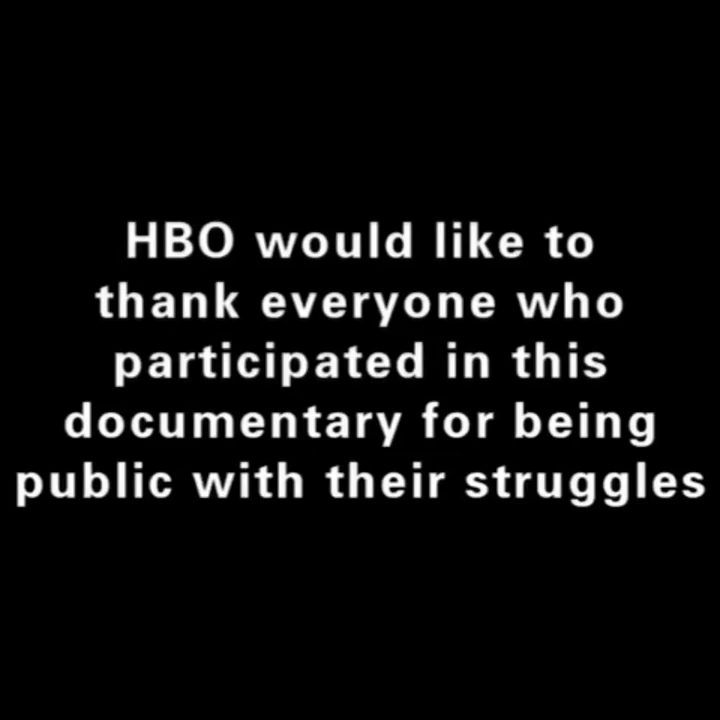 HBO would like to
thank everyone who
participated in this
documentary for being
public with their struggles